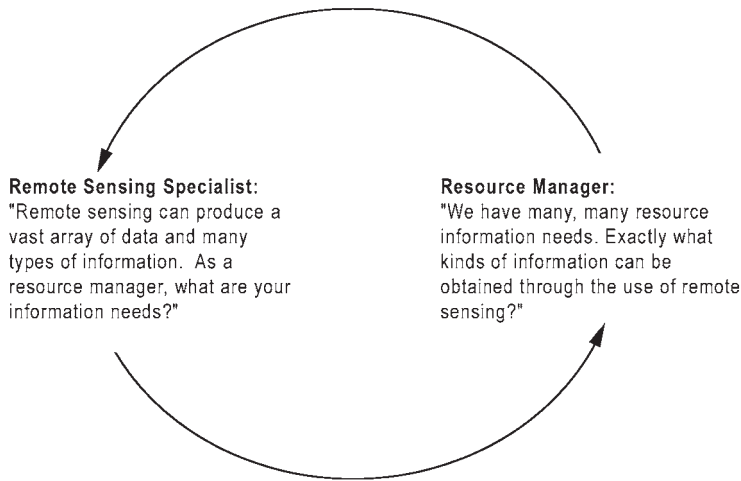 Remote Sensing Specialist:
"Remote sensing can produce a
vast array of data and many
types of information.  As a
resource manager, what are your
information needs?"
Resource Manager:
"We have many, many resource
information needs. Exactly what
kinds of information can be
obtained through the use of remote
sensing?"